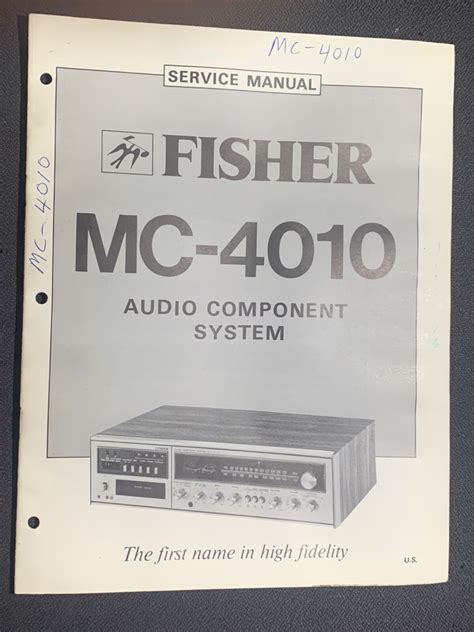 MC-4010
SERVICE MANUAL
FISHER
MC-4010
MC-4010
AUDIO COMPONENT
SYSTEM
The first name in high fidelity
U.S.